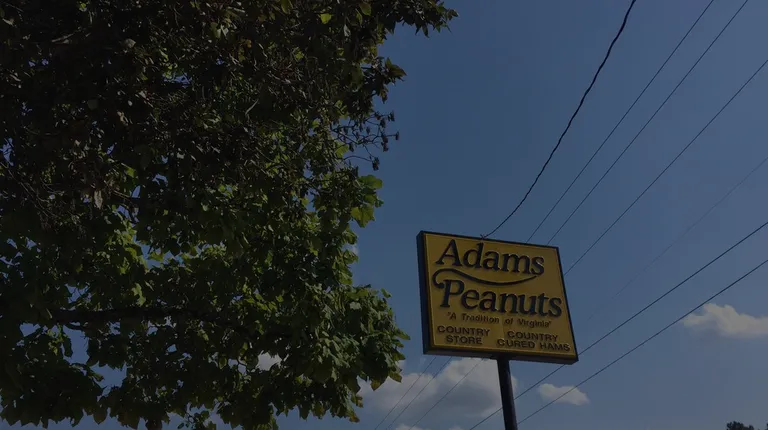 Adams
Peanuts
"A Tradition of Virginia"
COUNTRY STORE
COUNTRY CURED HAMS